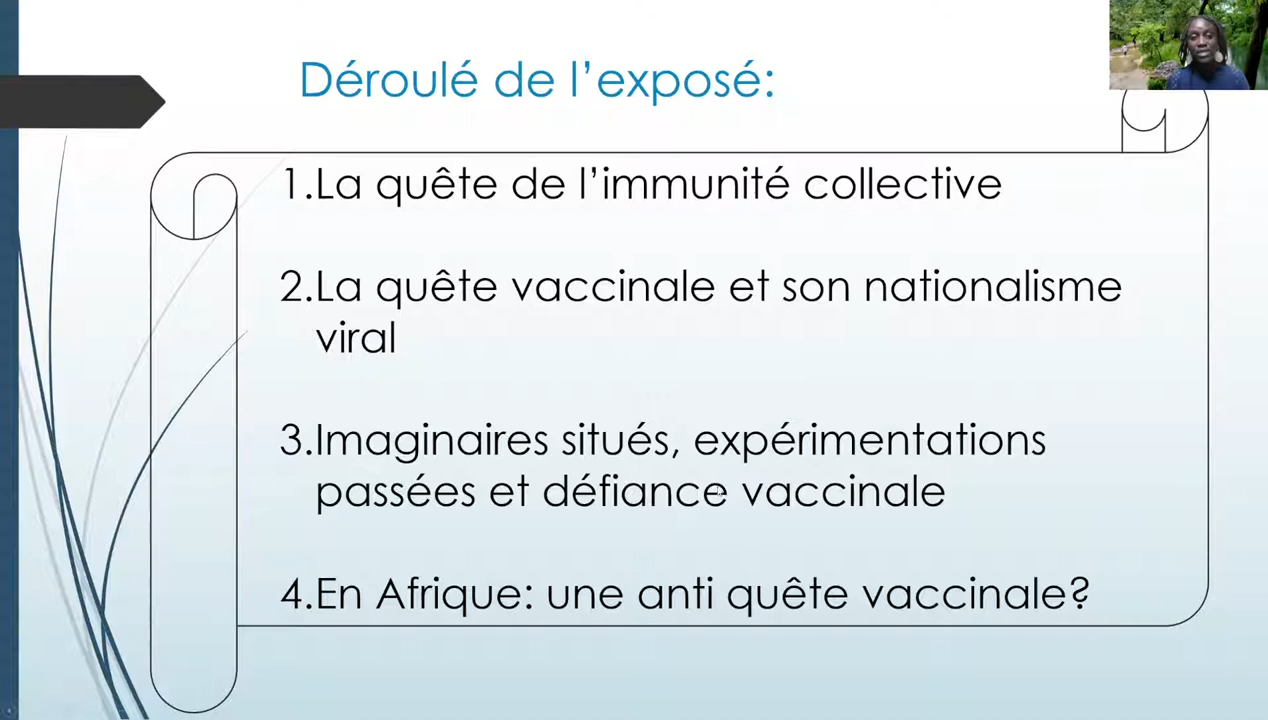 Déroulé de l’exposé:
1.La quête de l’immunité collective
2.La quête vaccinale et son nationalisme
viral
3.Imaginaires situés, expérimentations
passées et défiance vaccinale
4.En Afrique: une anti quête vaccinale?